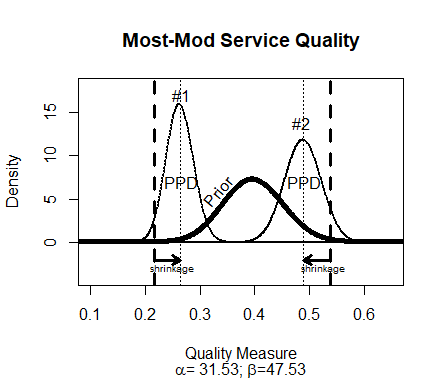 Most-Mod Service Quality
#1
#2
PPD
PPD
Prior
shrinkage
shrinkage
Density
0
5
10
15
0.1
0.2
0.3
0.4
0.5
0.6
Quality Measure
α= 31.53; β=47.53